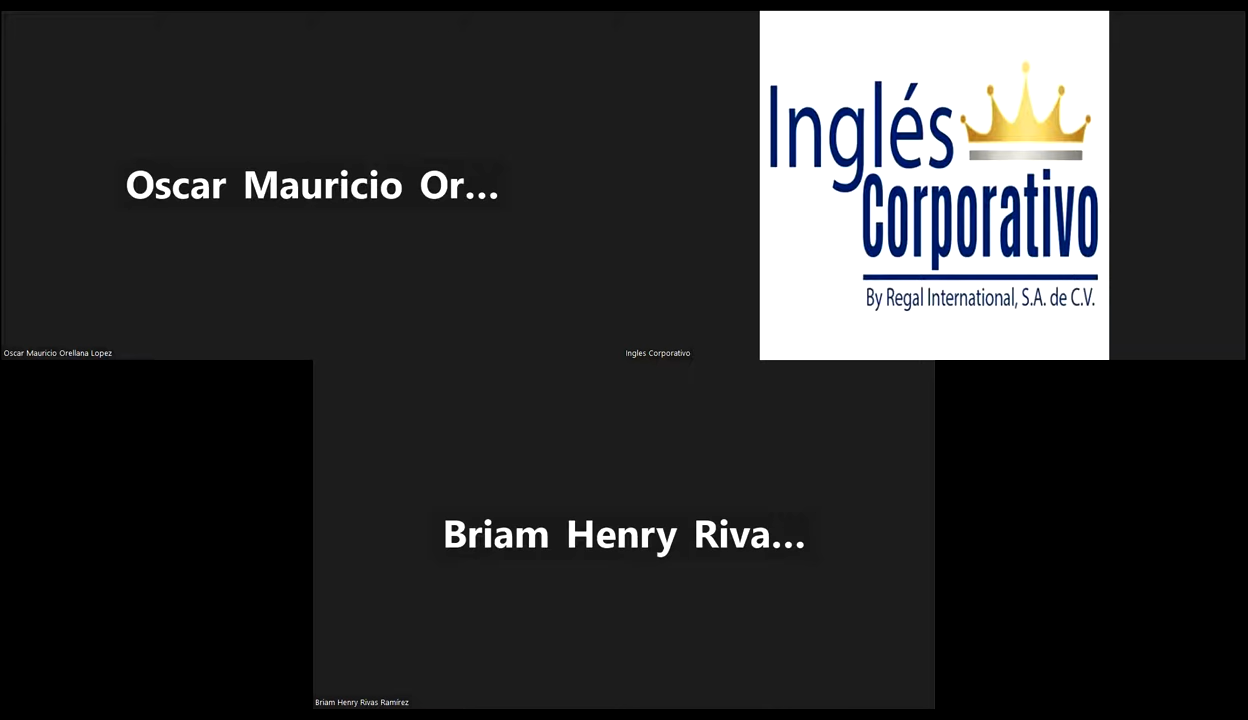 Oscar Mauricio Or...
Oscar Mauricio Orellana Lopez
Inglés
Corporativo
By Regal International, S.A. de C.V.
Ingles Corporativo
Briam Henry Riva...
Briam Henry Rivas Ramírez